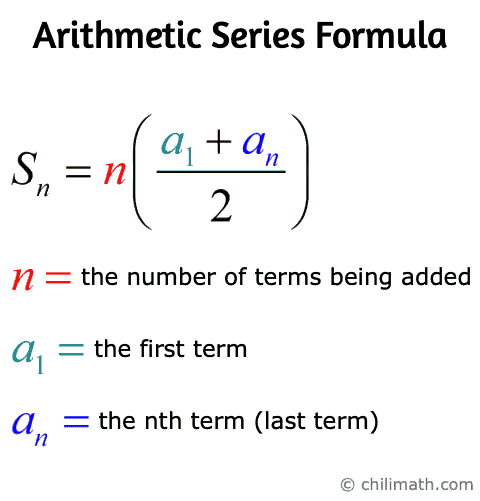 Arithmetic Series Formula
Sₙ = n(a₁ + aₙ / 2)
n = the number of terms being added
a₁ = the first term
aₙ = the nth term (last term)
© chilimath.com